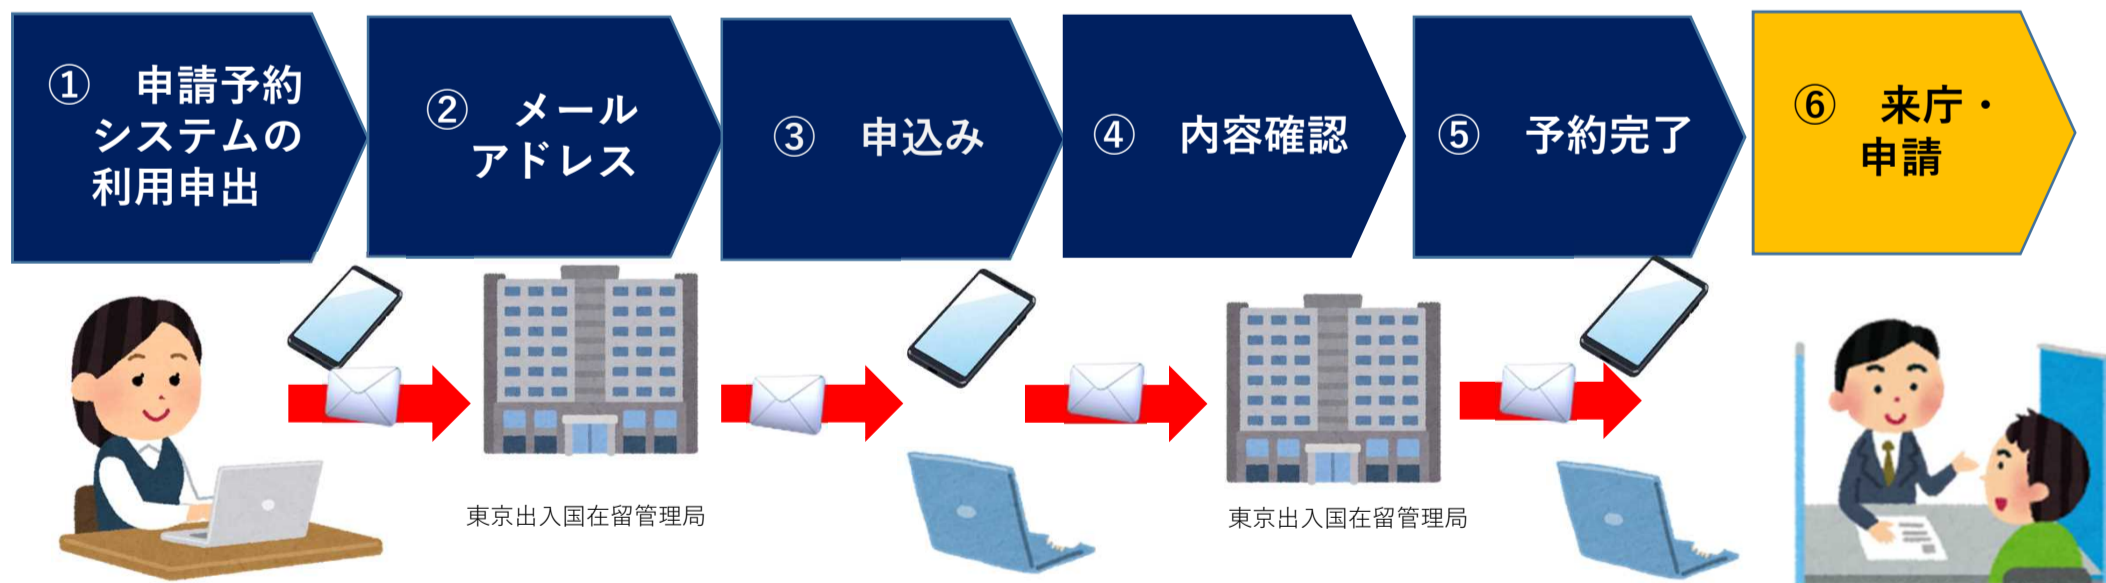 ① 申請予約
システムの
利用申出
② メール
アドレス
③ 申込み
④ 内容確認
⑤ 予約完了
⑥ 来庁・
申請
東京出入国在留管理局
東京出入国在留管理局